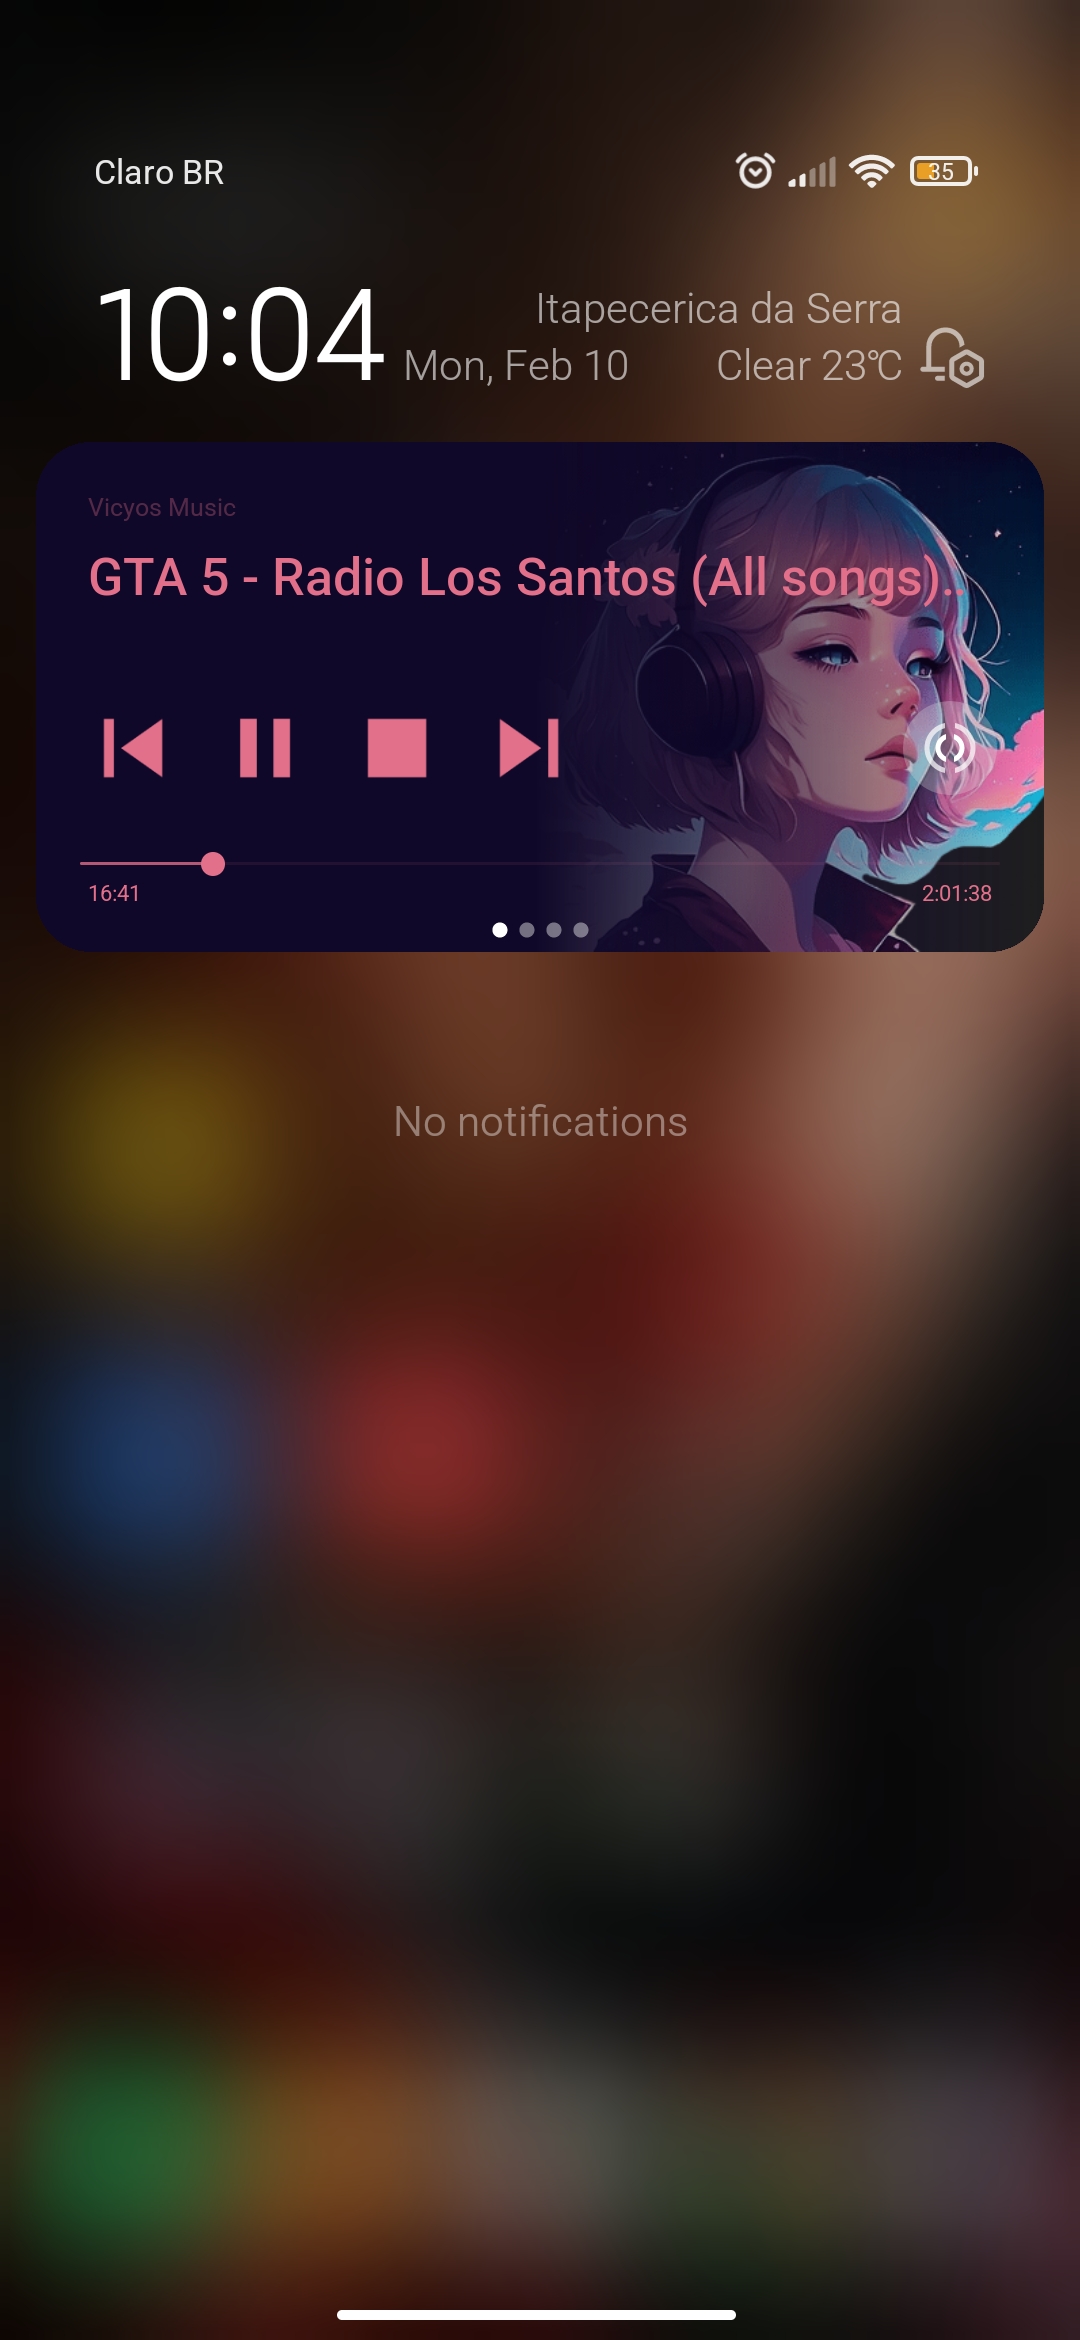 Claro BR
35
10:04
Itapecerica da Serra
Mon, Feb 10
Clear 23°C
Vicyos Music
GTA 5 - Radio Los Santos (All songs)..
16:41
2:01:38
No notifications